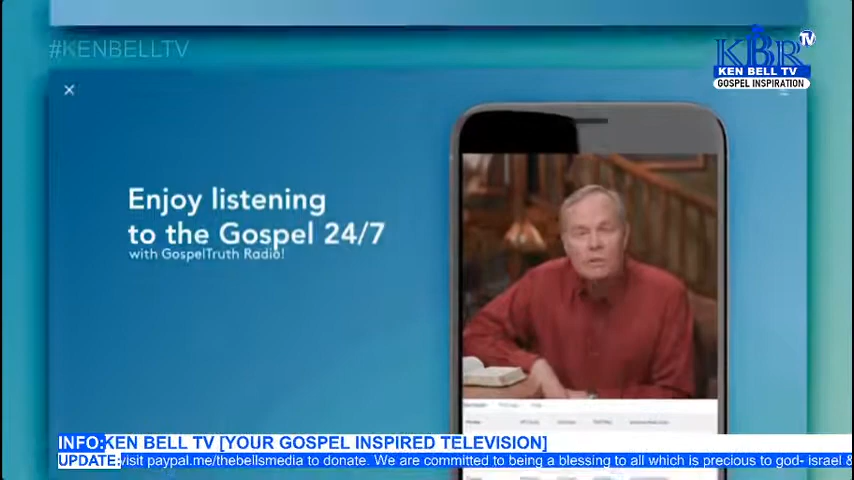 #KENBELLTV
KBR TV
KEN BELL TV
GOSPEL INSPIRATION
Enjoy listening
to the Gospel 24/7
with GospelTruth Radio!
INFO: KEN BELL TV [YOUR GOSPEL INSPIRED TELEVISION]
UPDATE: visit paypal.me/thebellsmedia to donate. We are committed to being a blessing to all which is precious to god- israel &